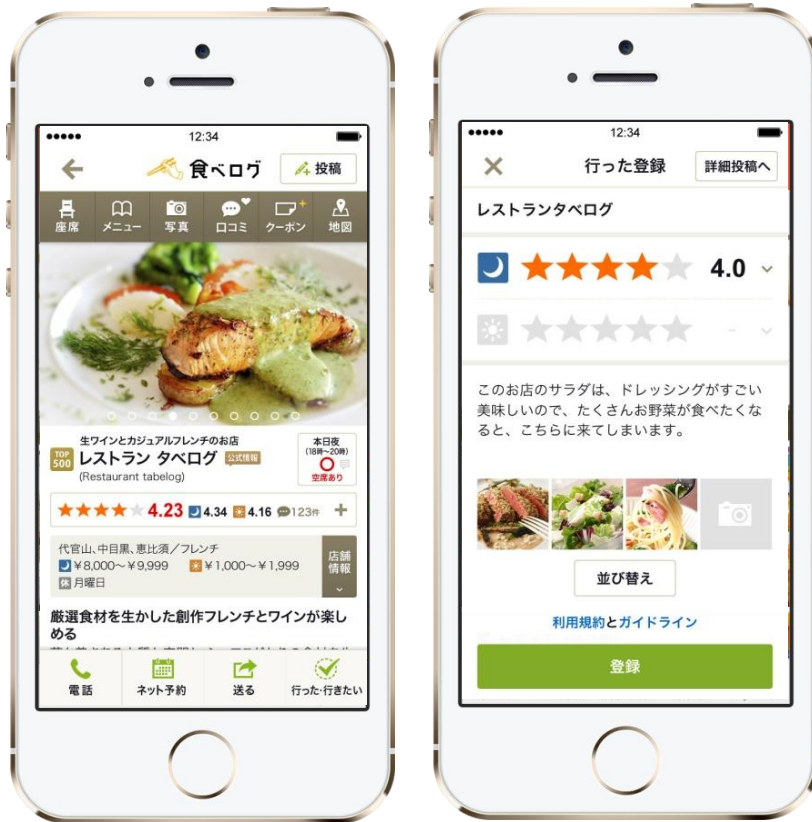 12:34
食べログ
投稿
座席
メニュー
写真
口コミ
クーポン
地図
生ワインとカジュアルフレンチのお店
TOP
500
レストラン タベログ
公式情報
(Restaurant tabelog)
本日夜
(18時～20時)
空席あり
4.23
4.34
4.16
123件
+
代官山、中目黒、恵比須／フレンチ
￥8,000～￥9,999
￥1,000～￥1,999
休 月曜日
店舗
情報
厳選食材を生かした創作フレンチとワインが楽し
める
電話
ネット予約
送る
行った・行きたい
12:34
行った登録
詳細投稿へ
レストランタベログ
4.0
-
このお店のサラダは、ドレッシングがすごい
美味しいので、たくさんお野菜が食べたくな
ると、こちらに来てしまいます。
並び替え
利用規約とガイドライン
登録